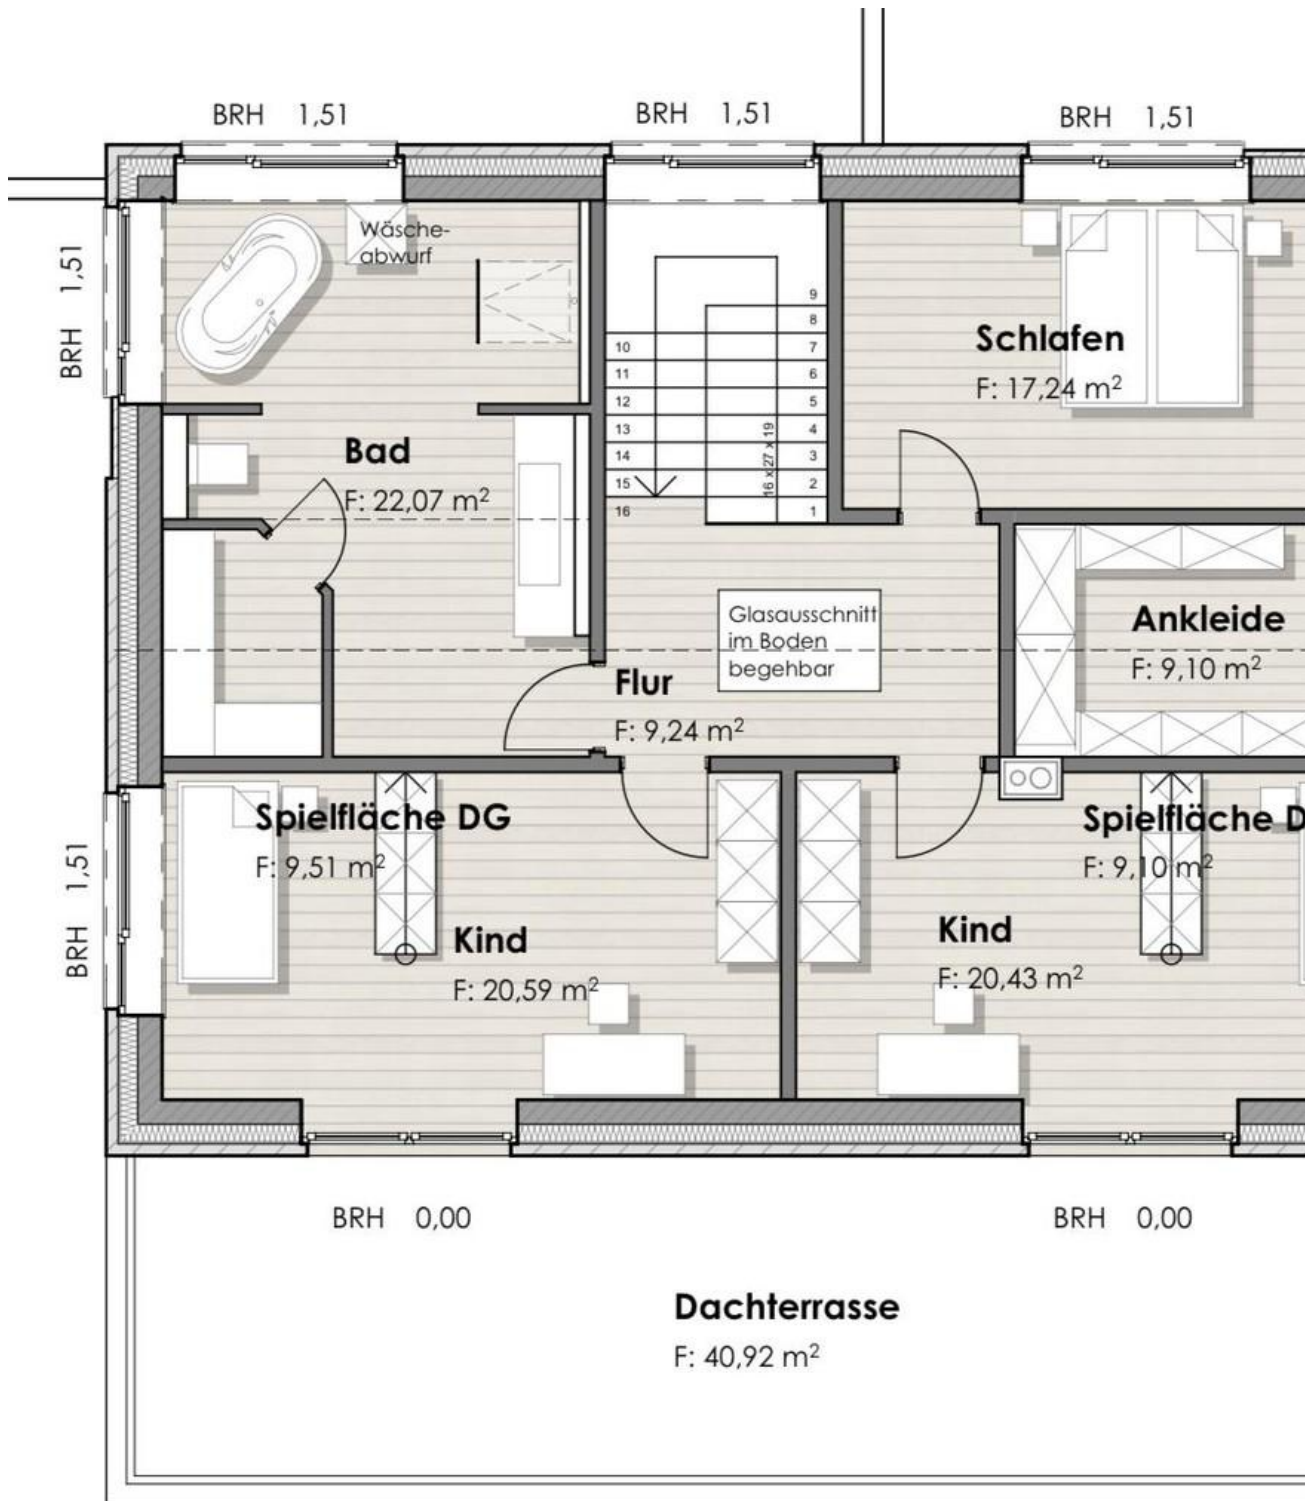 BRH 1,51
BRH 1,51
BRH 1,51
BRH 1,51
Wäsche-
abwurf
9
8
10
7
11
6
12
5
13
4
14
3
15
2
16
1
16 x 27 x 19
Schlafen
F: 17,24 m²
Bad
F: 22,07 m²
Glasausschnitt
im Boden
begehbar
Ankleide
F: 9,10 m²
Flur
F: 9,24 m²
BRH 1,51
Spielfläche DG
F: 9,51 m²
Spielfläche D
F: 9,10 m²
Kind
F: 20,59 m²
Kind
F: 20,43 m²
BRH 0,00
BRH 0,00
Dachterrasse
F: 40,92 m²